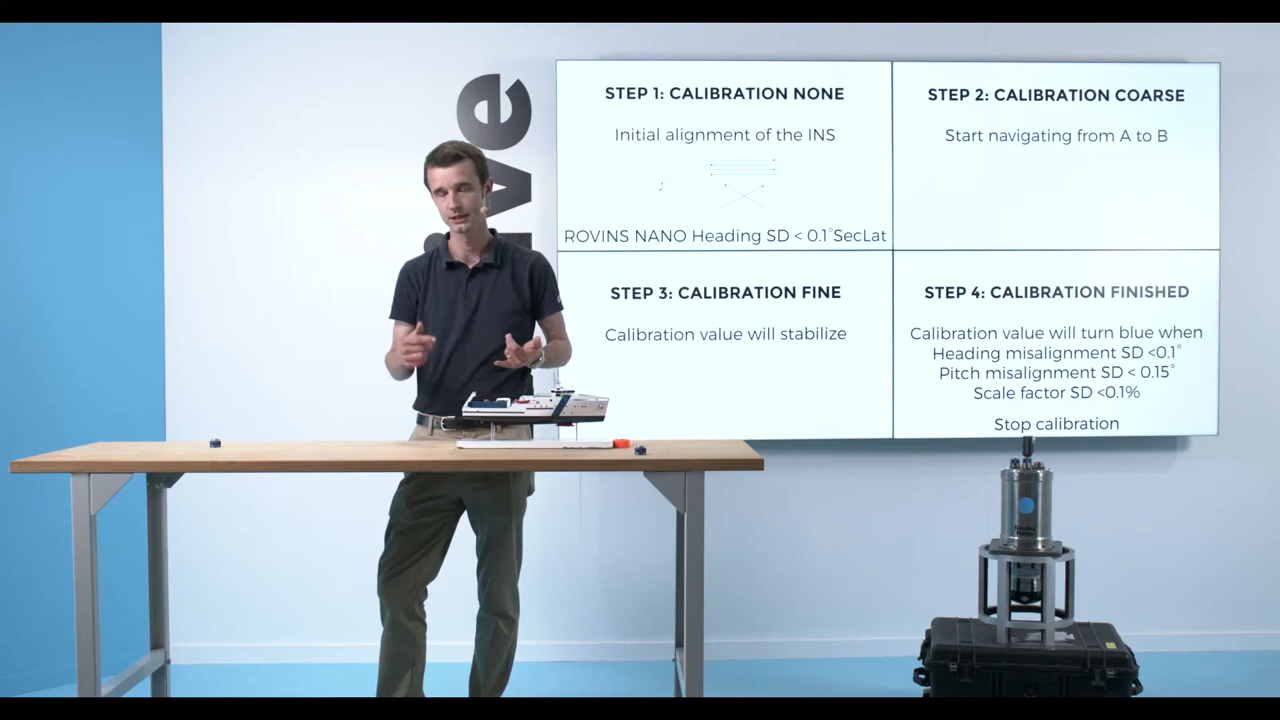 STEP 1: CALIBRATION NONE
Initial alignment of the INS
ROVINS NANO Heading SD < 0.1°SecLat
STEP 2: CALIBRATION COARSE
Start navigating from A to B
STEP 3: CALIBRATION FINE
Calibration value will stabilize
STEP 4: CALIBRATION FINISHED
Calibration value will turn blue when
Heading misalignment SD <0.1°
Pitch misalignment SD < 0.15°
Scale factor SD <0.1%
Stop calibration
ive
Rovins
Nano